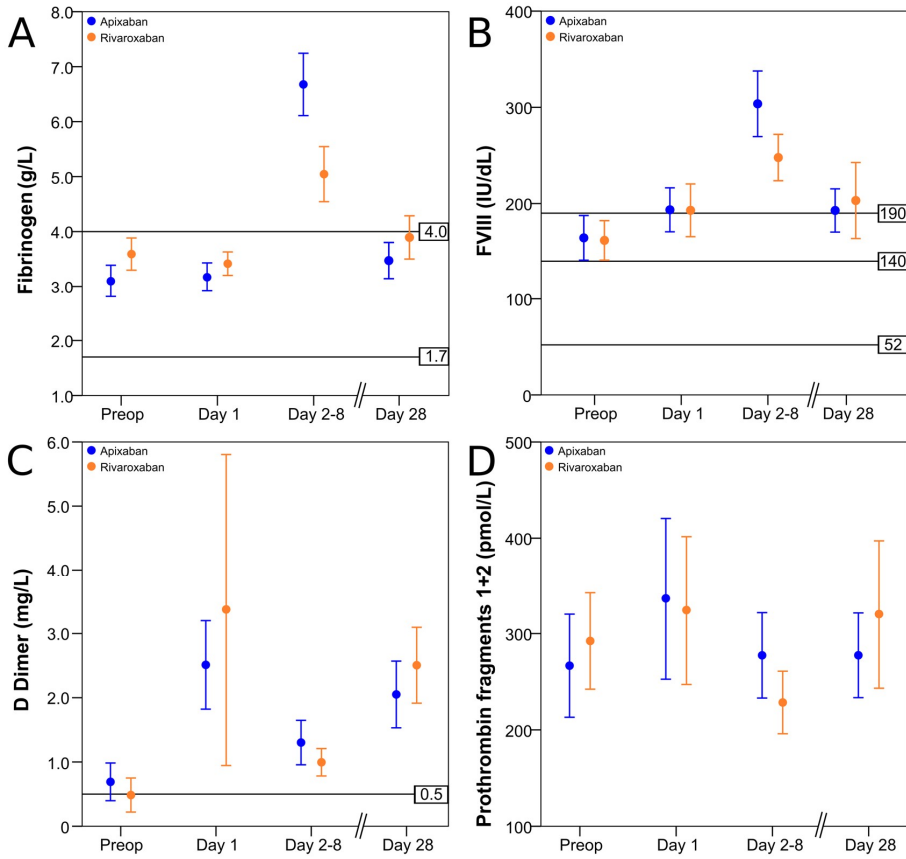 A
Apixaban
Rivaroxaban
Fibrinogen (g/L)
8.0
7.0
6.0
5.0
4.0
3.0
2.0
1.0
4.0
1.7
Preop Day 1 Day 2-8 Day 28
B
Apixaban
Rivaroxaban
FVIII (IU/dL)
400
300
200
100
0
190
140
52
Preop Day 1 Day 2-8 Day 28
C
Apixaban
Rivaroxaban
D Dimer (mg/L)
6.0
5.0
4.0
3.0
2.0
1.0
0
0.5
Preop Day 1 Day 2-8 Day 28
D
Apixaban
Rivaroxaban
Prothrombin fragments 1+2 (pmol/L)
500
400
300
200
100
Preop Day 1 Day 2-8 Day 28